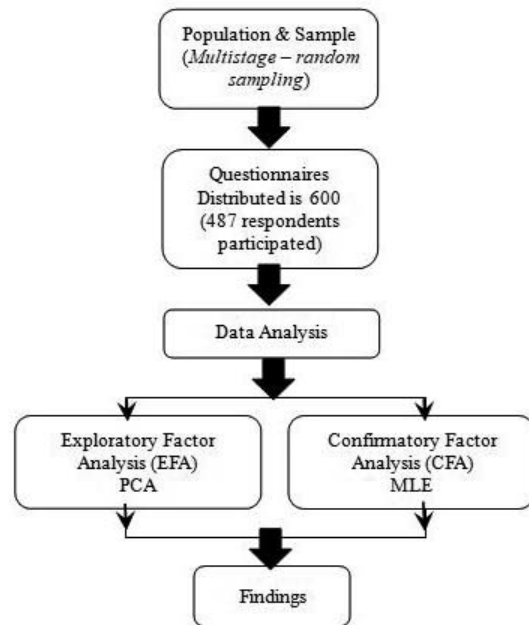 Population & Sample
(Multistage – random
sampling)
Questionnaires
Distributed is 600
(487 respondents
participated)
Data Analysis
Exploratory Factor
Analysis (EFA)
PCA
Confirmatory Factor
Analysis (CFA)
MLE
Findings